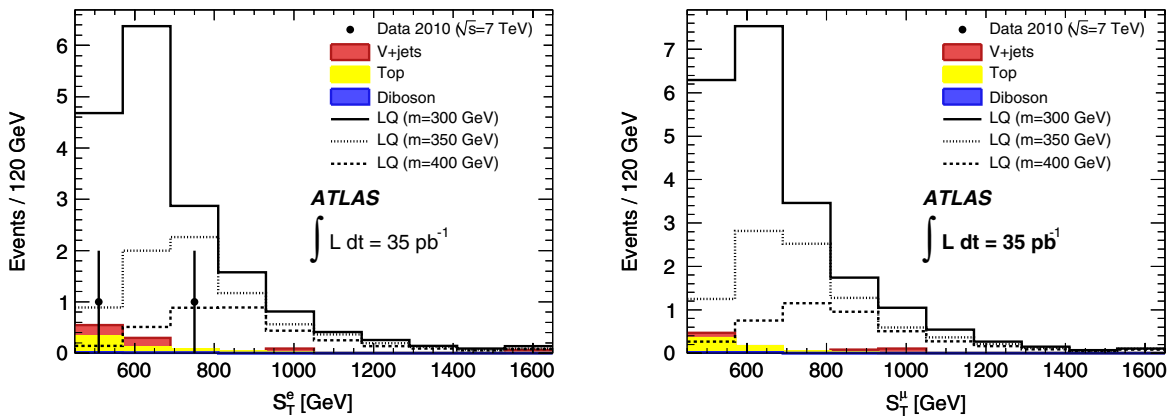 Events / 120 GeV
6
5
4
3
2
1
0
Data 2010 (√s=7 TeV)
V+jets
Top
Diboson
LQ (m=300 GeV)
LQ (m=350 GeV)
LQ (m=400 GeV)
ATLAS
∫ L dt = 35 pb⁻¹
600 800 1000 1200 1400 1600
S_T^e [GeV]
Events / 120 GeV
7
6
5
4
3
2
1
0
Data 2010 (√s=7 TeV)
V+jets
Top
Diboson
LQ (m=300 GeV)
LQ (m=350 GeV)
LQ (m=400 GeV)
ATLAS
∫ L dt = 35 pb⁻¹
600 800 1000 1200 1400 1600
S_T^μ [GeV]